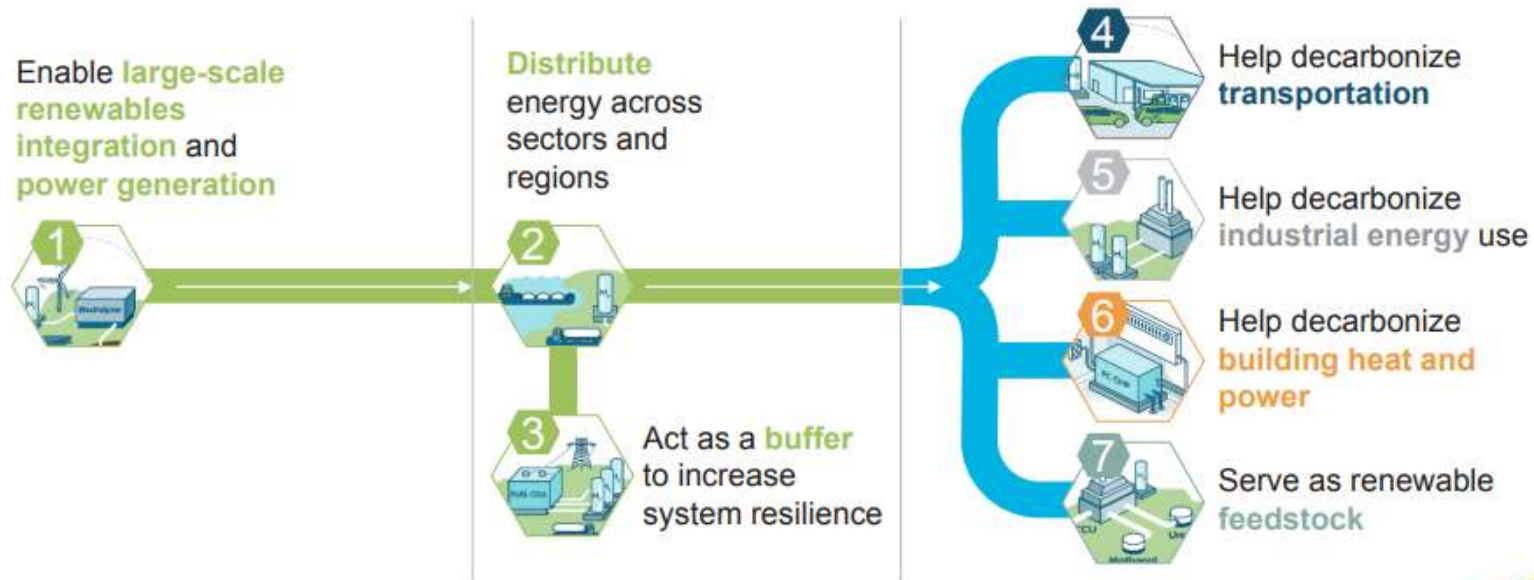 1
Enable large-scale
renewables
integration and
power generation
2
Distribute
energy across
sectors and
regions
3
Act as a buffer
to increase
system resilience
4
Help decarbonize
transportation
5
Help decarbonize
industrial energy use
6
Help decarbonize
building heat and
power
7
Serve as renewable
feedstock